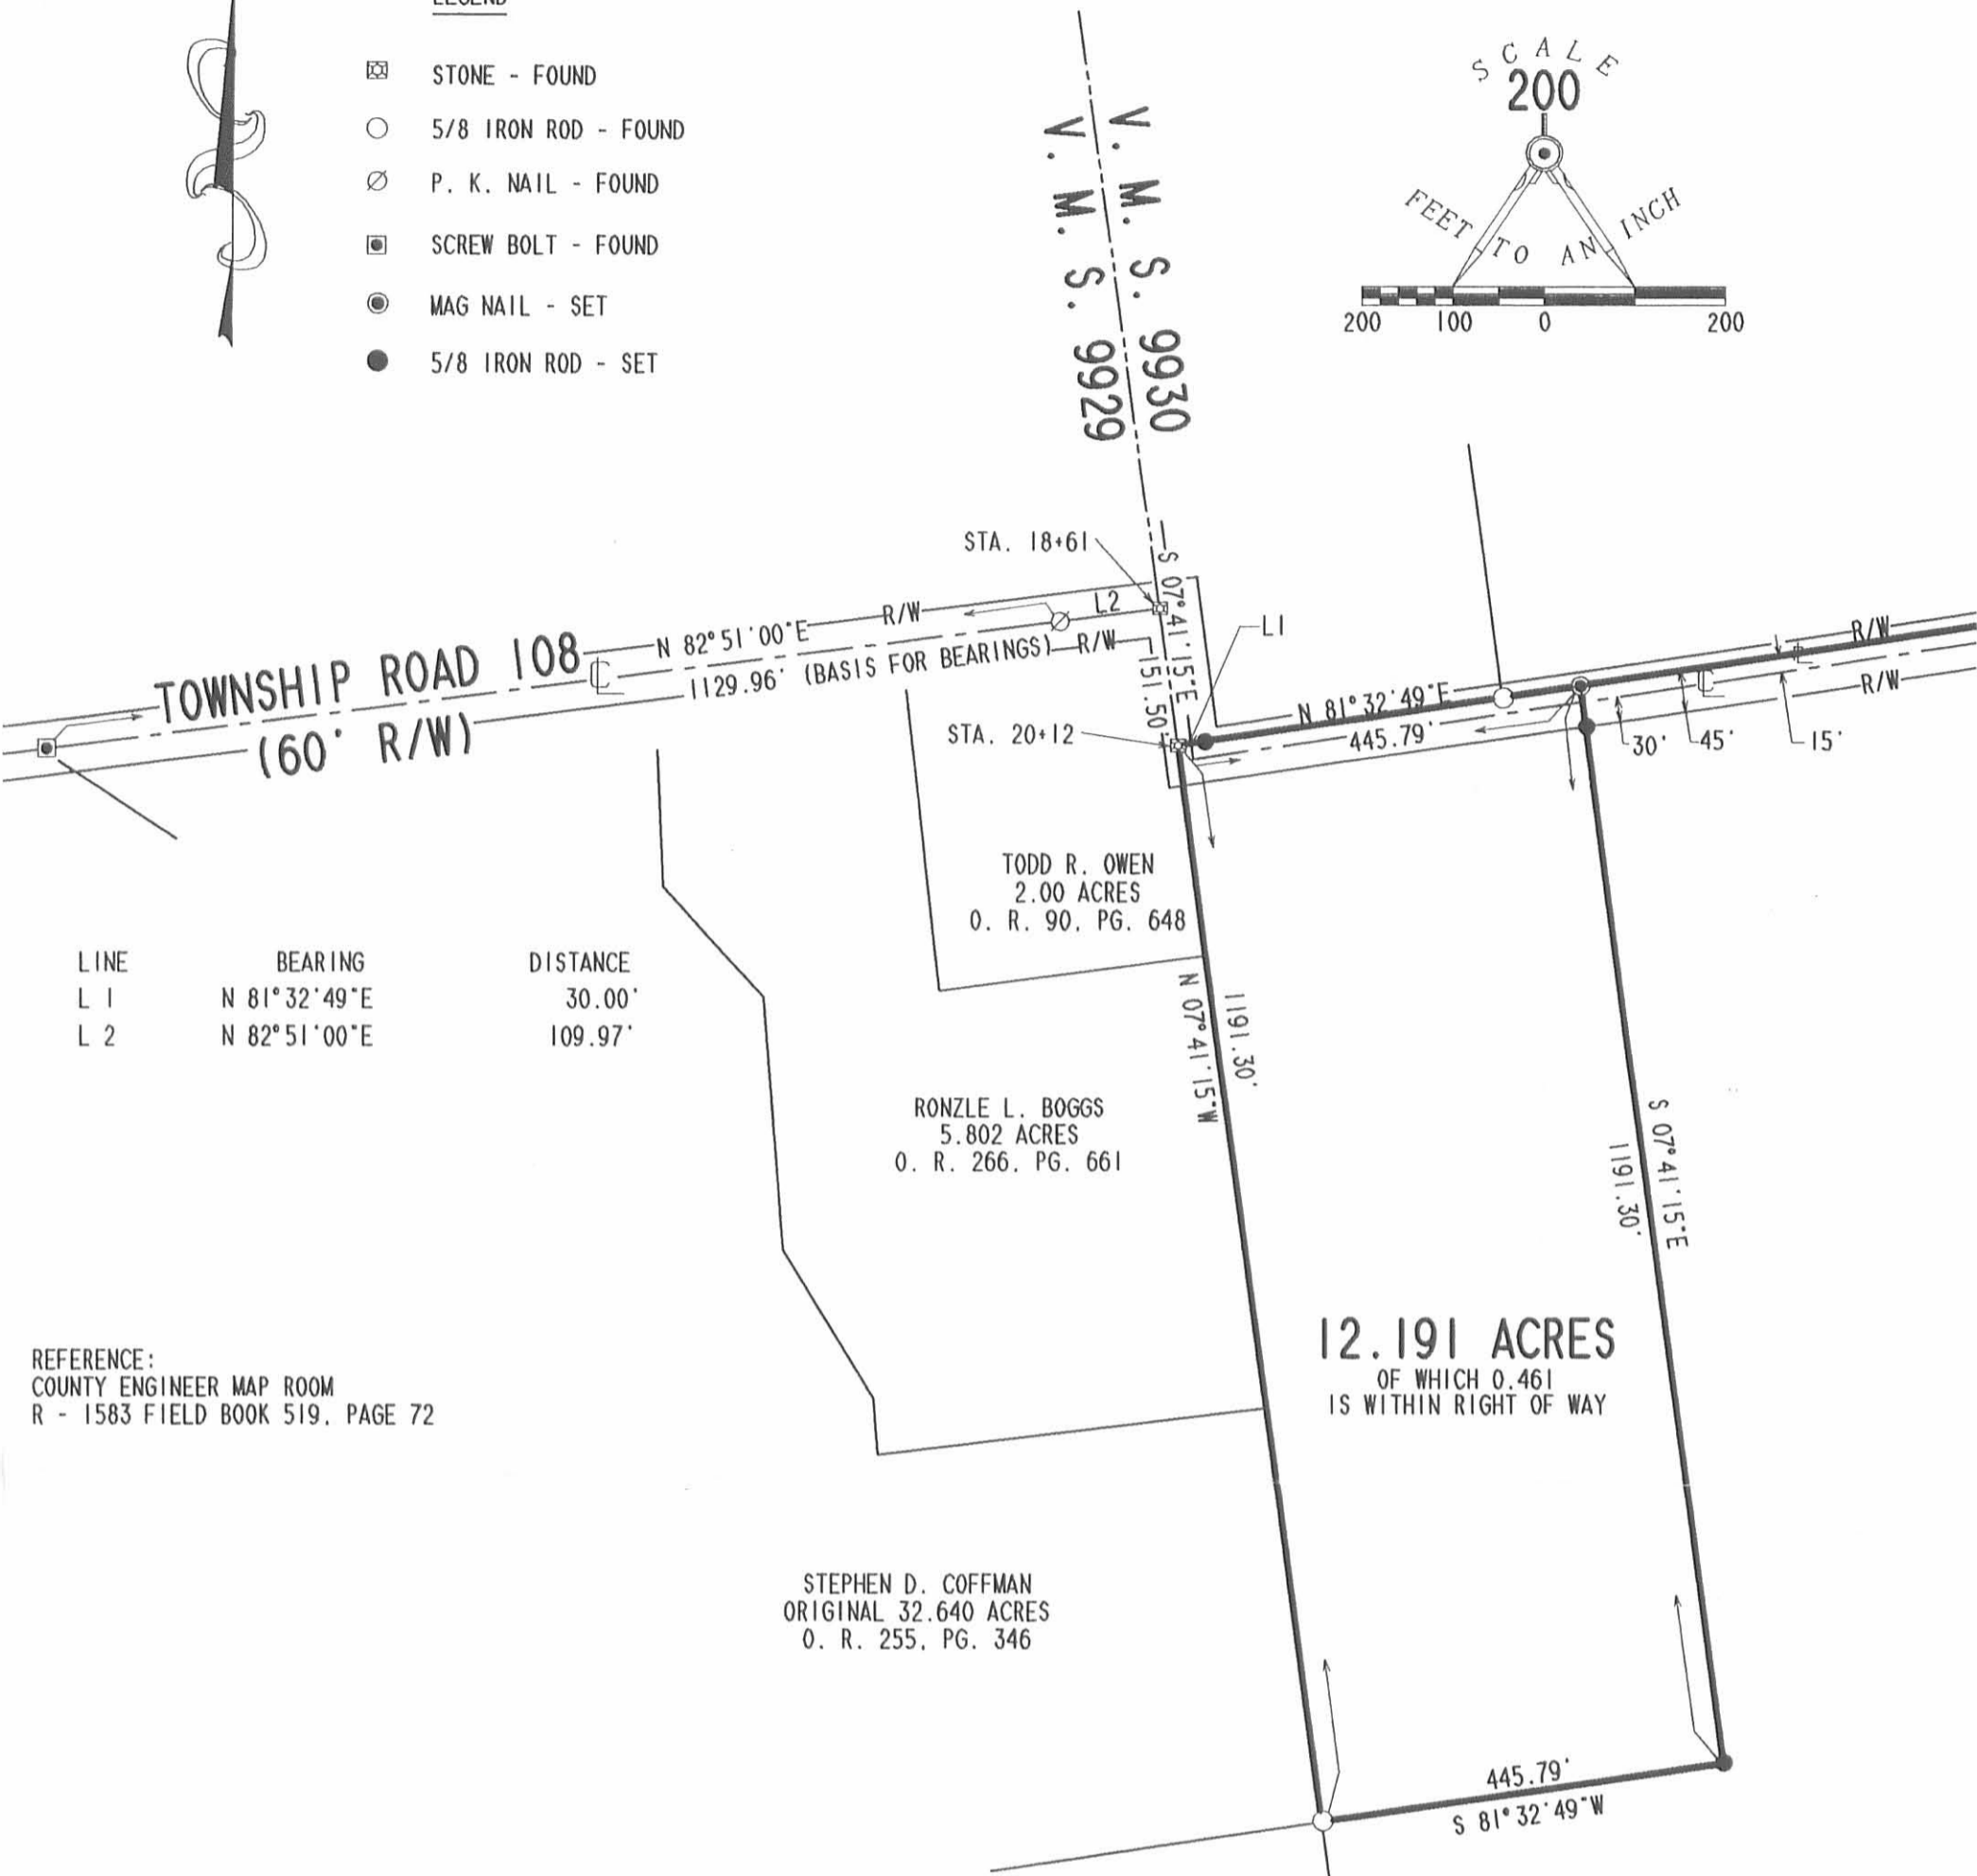 LEGEND
STONE - FOUND
5/8 IRON ROD - FOUND
P. K. NAIL - FOUND
SCREW BOLT - FOUND
MAG NAIL - SET
5/8 IRON ROD - SET
V. M. S. 9930
V. M. S. 9929
SCALE
200
FEET TO AN INCH
200 100 0 200
STA. 18+61
S 07°41'15"E
151.50'
L2
L1
R/W
N 82°51'00"E
TOWNSHIP ROAD 108
(60' R/W)
℄
1129.96' (BASIS FOR BEARINGS)
R/W
STA. 20+12
N 81°32'49"E
445.79'
R/W
℄
℄
R/W
30'
45'
15'
TODD R. OWEN
2.00 ACRES
O. R. 90, PG. 648
LINE BEARING DISTANCE
L 1 N 81°32'49"E 30.00'
L 2 N 82°51'00"E 109.97'
N 07°41'15"W
1191.30'
RONZLE L. BOGGS
5.802 ACRES
O. R. 266, PG. 661
S 07°41'15"E
1191.30'
12.191 ACRES
OF WHICH 0.461
IS WITHIN RIGHT OF WAY
REFERENCE:
COUNTY ENGINEER MAP ROOM
R - 1583 FIELD BOOK 519, PAGE 72
STEPHEN D. COFFMAN
ORIGINAL 32.640 ACRES
O. R. 255, PG. 346
445.79'
S 81°32'49"W